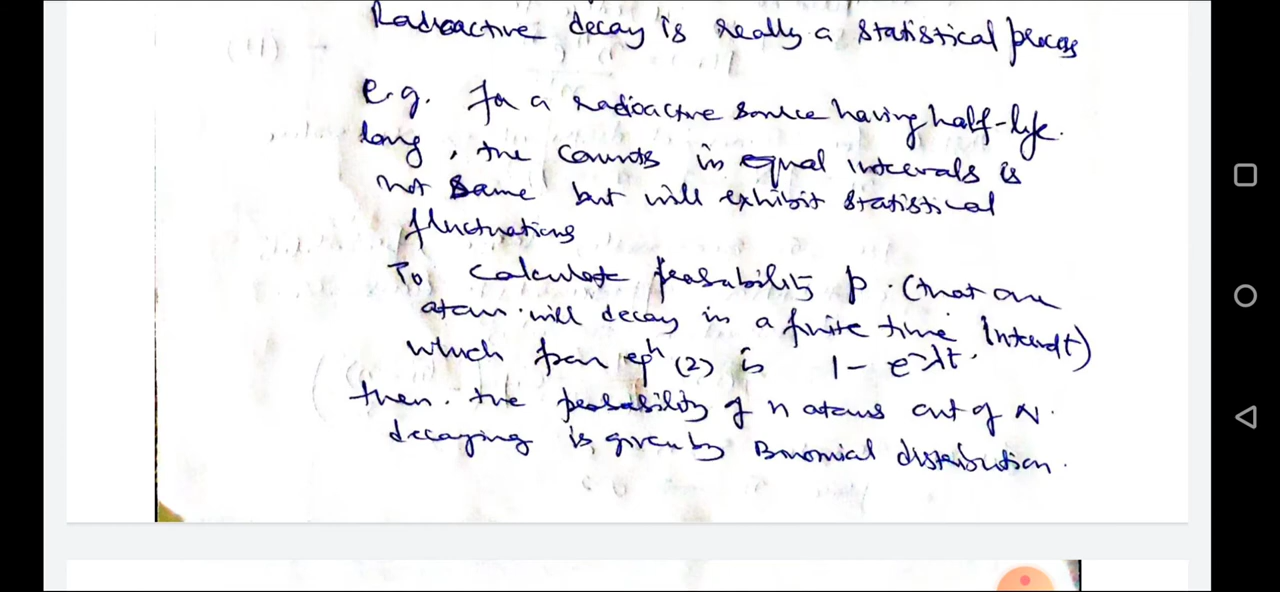 Radioactive decay is really a statistical process
e.g. for a radioactive source having half-life.
long, the counts in equal intervals is
not same but will exhibit statistical
fluctuations
To calculate probability p. (that one
atom will decay in a finite time interval t)
which from eqn (2) is 1 - e^-λt.
then. the probability of n atoms out of N.
decaying is given by Binomial distribution.